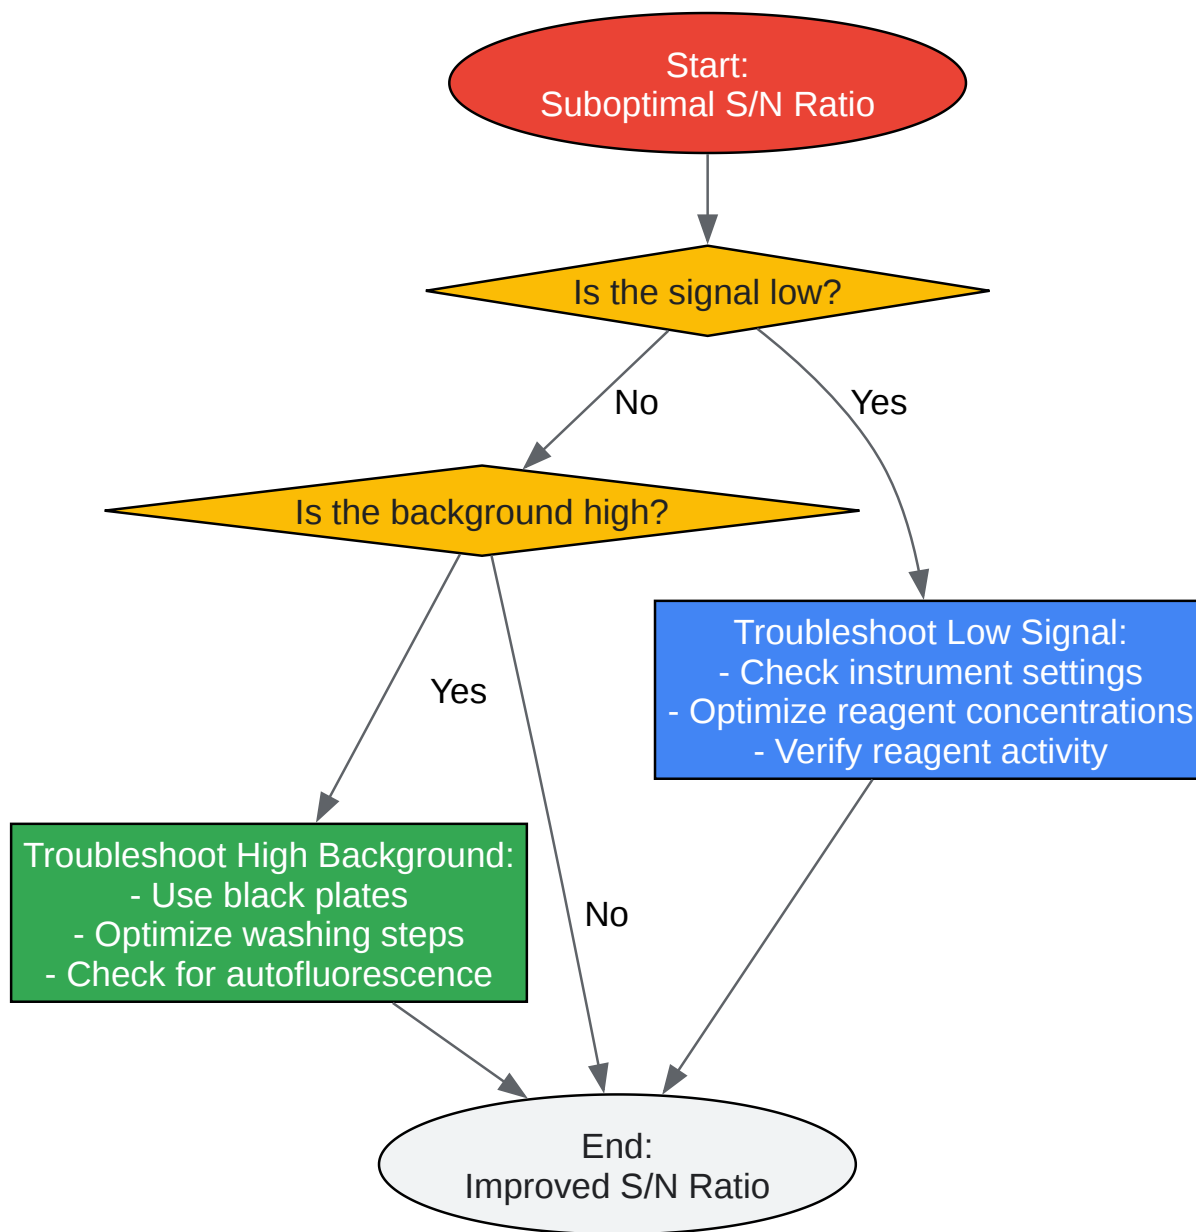 Start:
Suboptimal S/N Ratio
Is the signal low?
No
Yes
Is the background high?
Troubleshoot Low Signal:
- Check instrument settings
- Optimize reagent concentrations
- Verify reagent activity
Yes
Troubleshoot High Background:
- Use black plates
- Optimize washing steps
- Check for autofluorescence
No
End:
Improved S/N Ratio